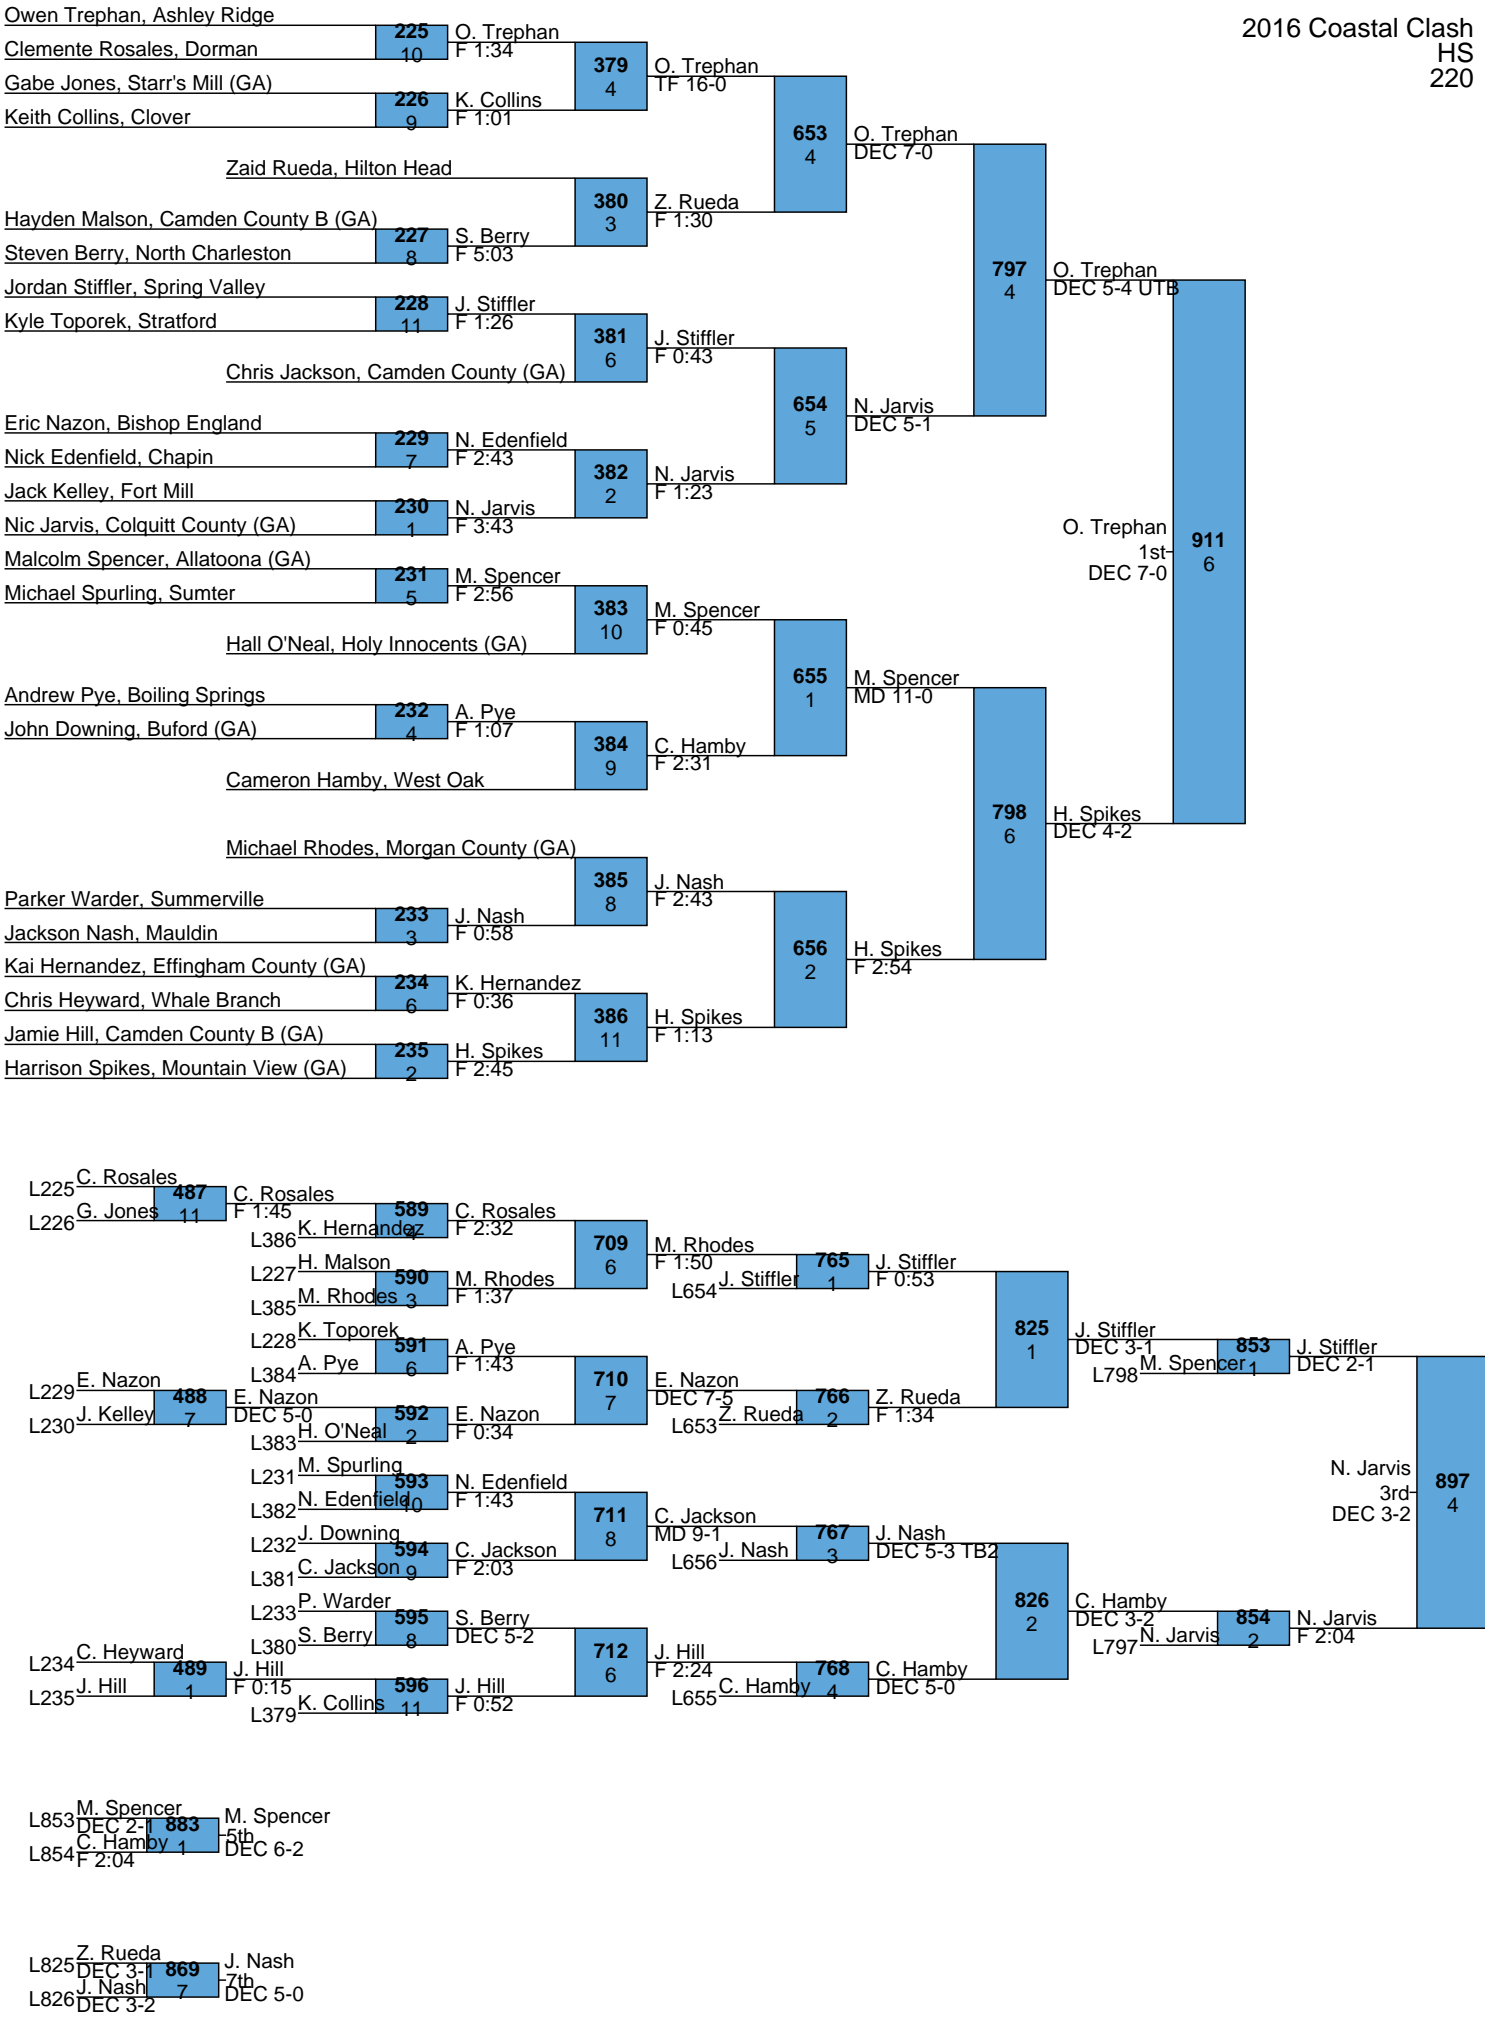 2016 Coastal Clash
HS
220
Owen Trephan, Ashley Ridge
Clemente Rosales, Dorman
225
10
O. Trephan
F 1:34
Gabe Jones, Starr's Mill (GA)
Keith Collins, Clover
226
9
K. Collins
F 1:01
379
4
O. Trephan
TF 16-0
Zaid Rueda, Hilton Head
Hayden Malson, Camden County B (GA)
Steven Berry, North Charleston
227
8
S. Berry
F 5:03
380
3
Z. Rueda
F 1:30
653
4
O. Trephan
DEC 7-0
Jordan Stiffler, Spring Valley
Kyle Toporek, Stratford
228
11
J. Stiffler
F 1:26
Chris Jackson, Camden County (GA)
381
6
J. Stiffler
F 0:43
Eric Nazon, Bishop England
Nick Edenfield, Chapin
229
7
N. Edenfield
F 2:43
Jack Kelley, Fort Mill
Nic Jarvis, Colquitt County (GA)
230
1
N. Jarvis
F 3:43
382
2
N. Jarvis
F 1:23
654
5
N. Jarvis
DEC 5-1
797
4
O. Trephan
DEC 5-4 UTB
Malcolm Spencer, Allatoona (GA)
Michael Spurling, Sumter
231
5
M. Spencer
F 2:56
Hall O'Neal, Holy Innocents (GA)
383
10
M. Spencer
F 0:45
Andrew Pye, Boiling Springs
John Downing, Buford (GA)
232
4
A. Pye
F 1:07
Cameron Hamby, West Oak
384
9
C. Hamby
F 2:31
655
1
M. Spencer
MD 11-0
Michael Rhodes, Morgan County (GA)
Parker Warder, Summerville
Jackson Nash, Mauldin
233
3
J. Nash
F 0:58
385
8
J. Nash
F 2:43
Kai Hernandez, Effingham County (GA)
Chris Heyward, Whale Branch
234
6
K. Hernandez
F 0:36
Jamie Hill, Camden County B (GA)
Harrison Spikes, Mountain View (GA)
235
2
H. Spikes
F 2:45
386
11
H. Spikes
F 1:13
656
2
H. Spikes
F 2:54
798
6
H. Spikes
DEC 4-2
O. Trephan
1st
DEC 7-0
911
6
L225 C. Rosales
L226 G. Jones
487
11
C. Rosales
F 1:45
L386 K. Hernandez
589
4
C. Rosales
F 2:32
L227 H. Malson
L385 M. Rhodes
590
3
M. Rhodes
F 1:37
709
6
M. Rhodes
F 1:50
L654 J. Stiffler
765
1
J. Stiffler
F 0:53
L228 K. Toporek
L384 A. Pye
591
6
A. Pye
F 1:43
L229 E. Nazon
L230 J. Kelley
488
7
E. Nazon
DEC 5-0
L383 H. O'Neal
592
2
E. Nazon
F 0:34
710
7
E. Nazon
DEC 7-5
L653 Z. Rueda
766
2
Z. Rueda
F 1:34
825
1
J. Stiffler
DEC 3-1
L798 M. Spencer
853
1
J. Stiffler
DEC 2-1
L231 M. Spurling
L382 N. Edenfield
593
10
N. Edenfield
F 1:43
L232 J. Downing
L381 C. Jackson
594
9
C. Jackson
F 2:03
711
8
C. Jackson
MD 9-1
L656 J. Nash
767
3
J. Nash
DEC 5-3 TB2
L233 P. Warder
L380 S. Berry
595
8
S. Berry
DEC 5-2
L234 C. Heyward
L235 J. Hill
489
1
J. Hill
F 0:15
L379 K. Collins
596
11
J. Hill
F 0:52
712
6
J. Hill
F 2:24
L655 C. Hamby
768
4
C. Hamby
DEC 5-0
826
2
C. Hamby
DEC 3-2
L797 N. Jarvis
854
2
N. Jarvis
F 2:04
N. Jarvis
3rd
DEC 3-2
897
4
L853 M. Spencer
DEC 2-1
L854 C. Hamby
F 2:04
883
1
M. Spencer
5th
DEC 6-2
L825 Z. Rueda
DEC 3-1
L826 J. Nash
DEC 3-2
869
7
J. Nash
7th
DEC 5-0